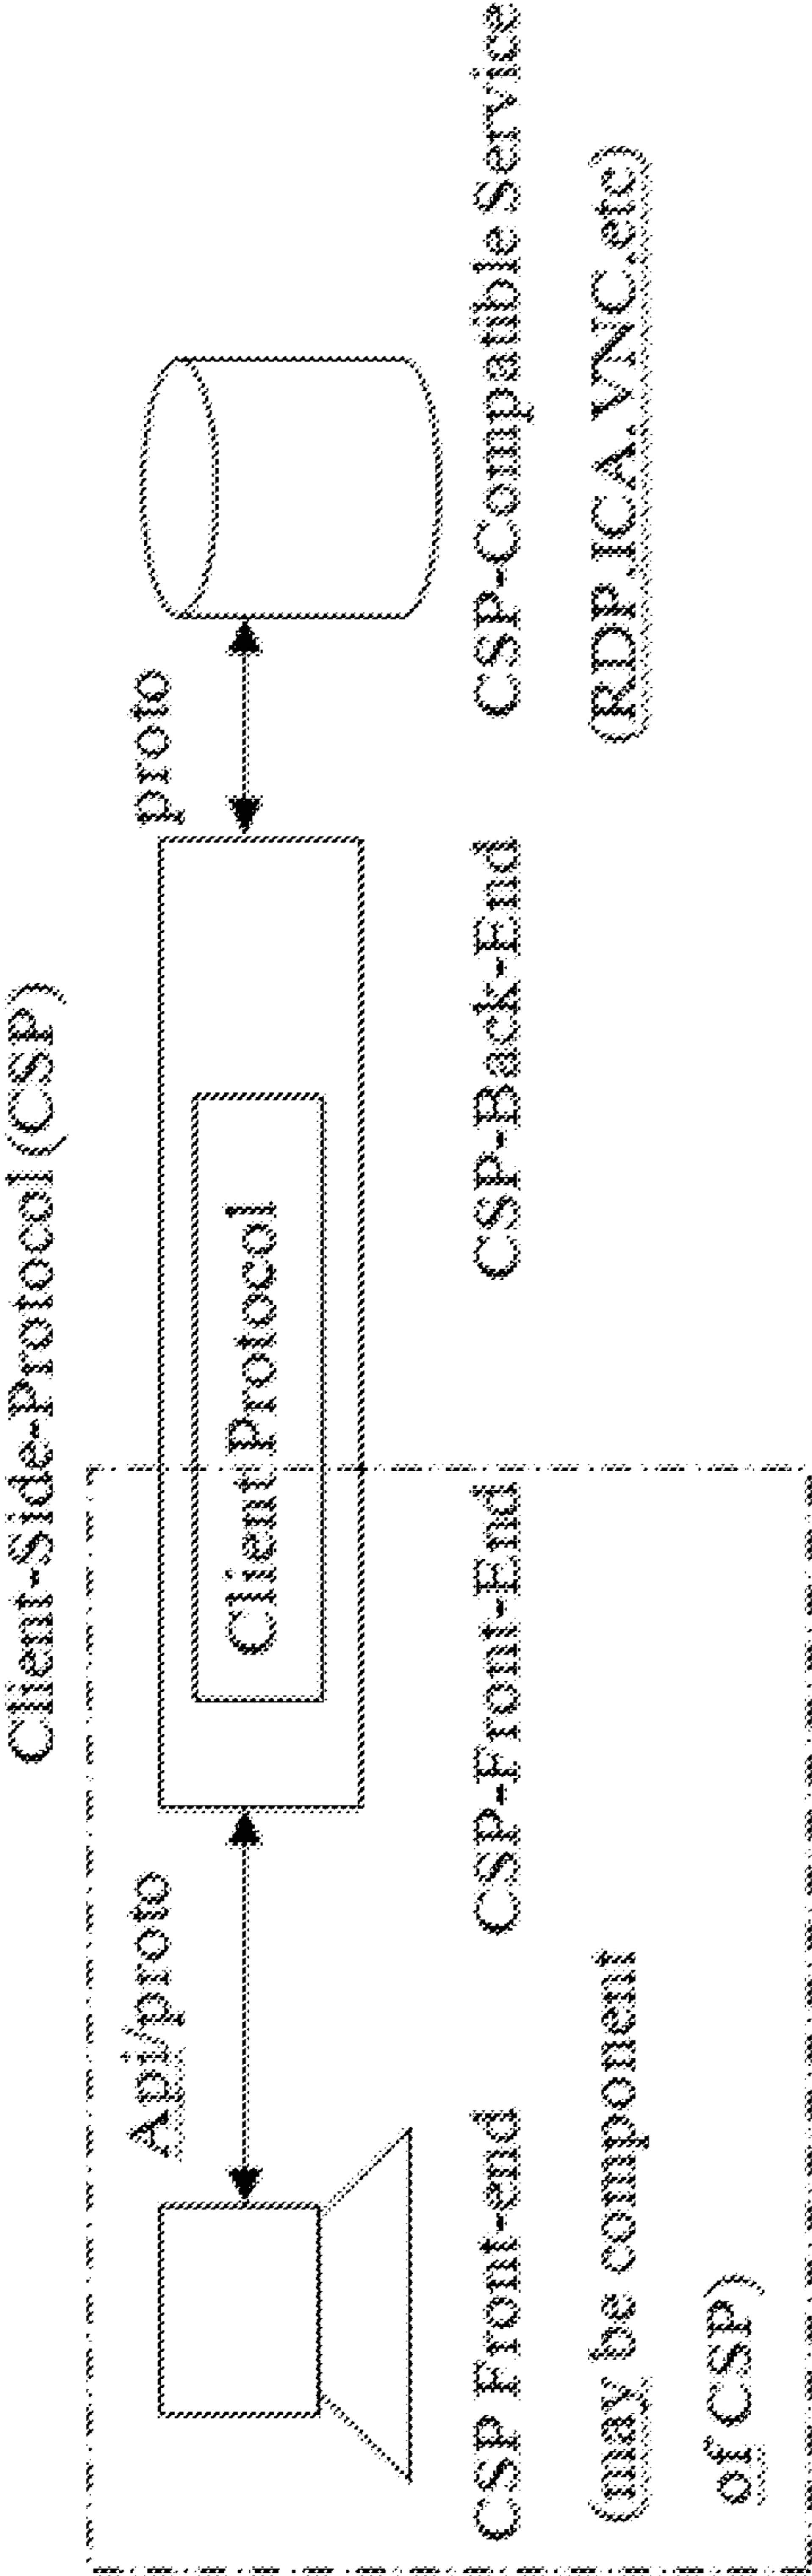 Client-Side-Protocol (CSP)
Api/proto
proto
Client Protocol
CSP Front-end
(may be component
of CSP)
CSP-Front-End
CSP-Back-End
CSP-Compatible Service
(RDP,ICA,VNC,etc)